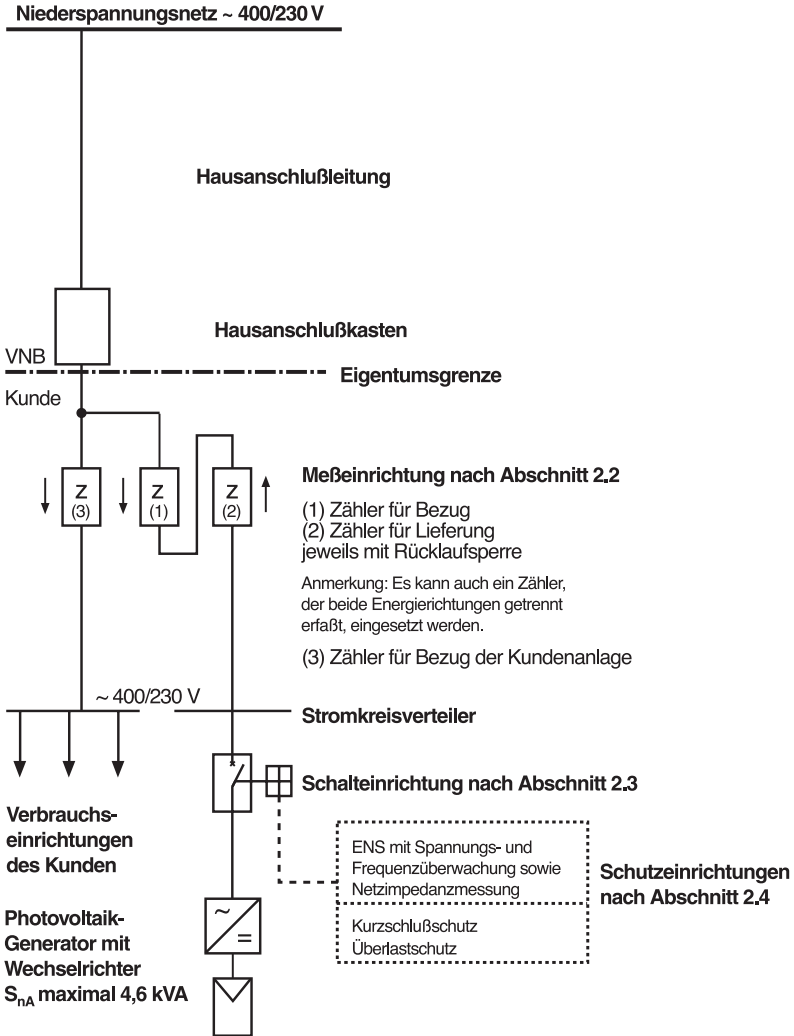 Niederspannungsnetz ~ 400/230 V
Hausanschlußleitung
Hausanschlußkasten
VNB
Eigentumsgrenze
Kunde
Z
(3)
Z
(1)
Z
(2)
Meßeinrichtung nach Abschnitt 2.2
(1) Zähler für Bezug
(2) Zähler für Lieferung
jeweils mit Rücklaufsperre
Anmerkung: Es kann auch ein Zähler,
der beide Energierichtungen getrennt
erfaßt, eingesetzt werden.
(3) Zähler für Bezug der Kundenanlage
~ 400/230 V
Stromkreisverteiler
Schalteinrichtung nach Abschnitt 2.3
Verbrauchs-
einrichtungen
des Kunden
ENS mit Spannungs- und
Frequenzüberwachung sowie
Netzimpedanzmessung
Kurzschlußschutz
Überlastschutz
Schutzeinrichtungen
nach Abschnitt 2.4
Photovoltaik-
Generator mit
Wechselrichter
SnA maximal 4,6 kVA
~
=